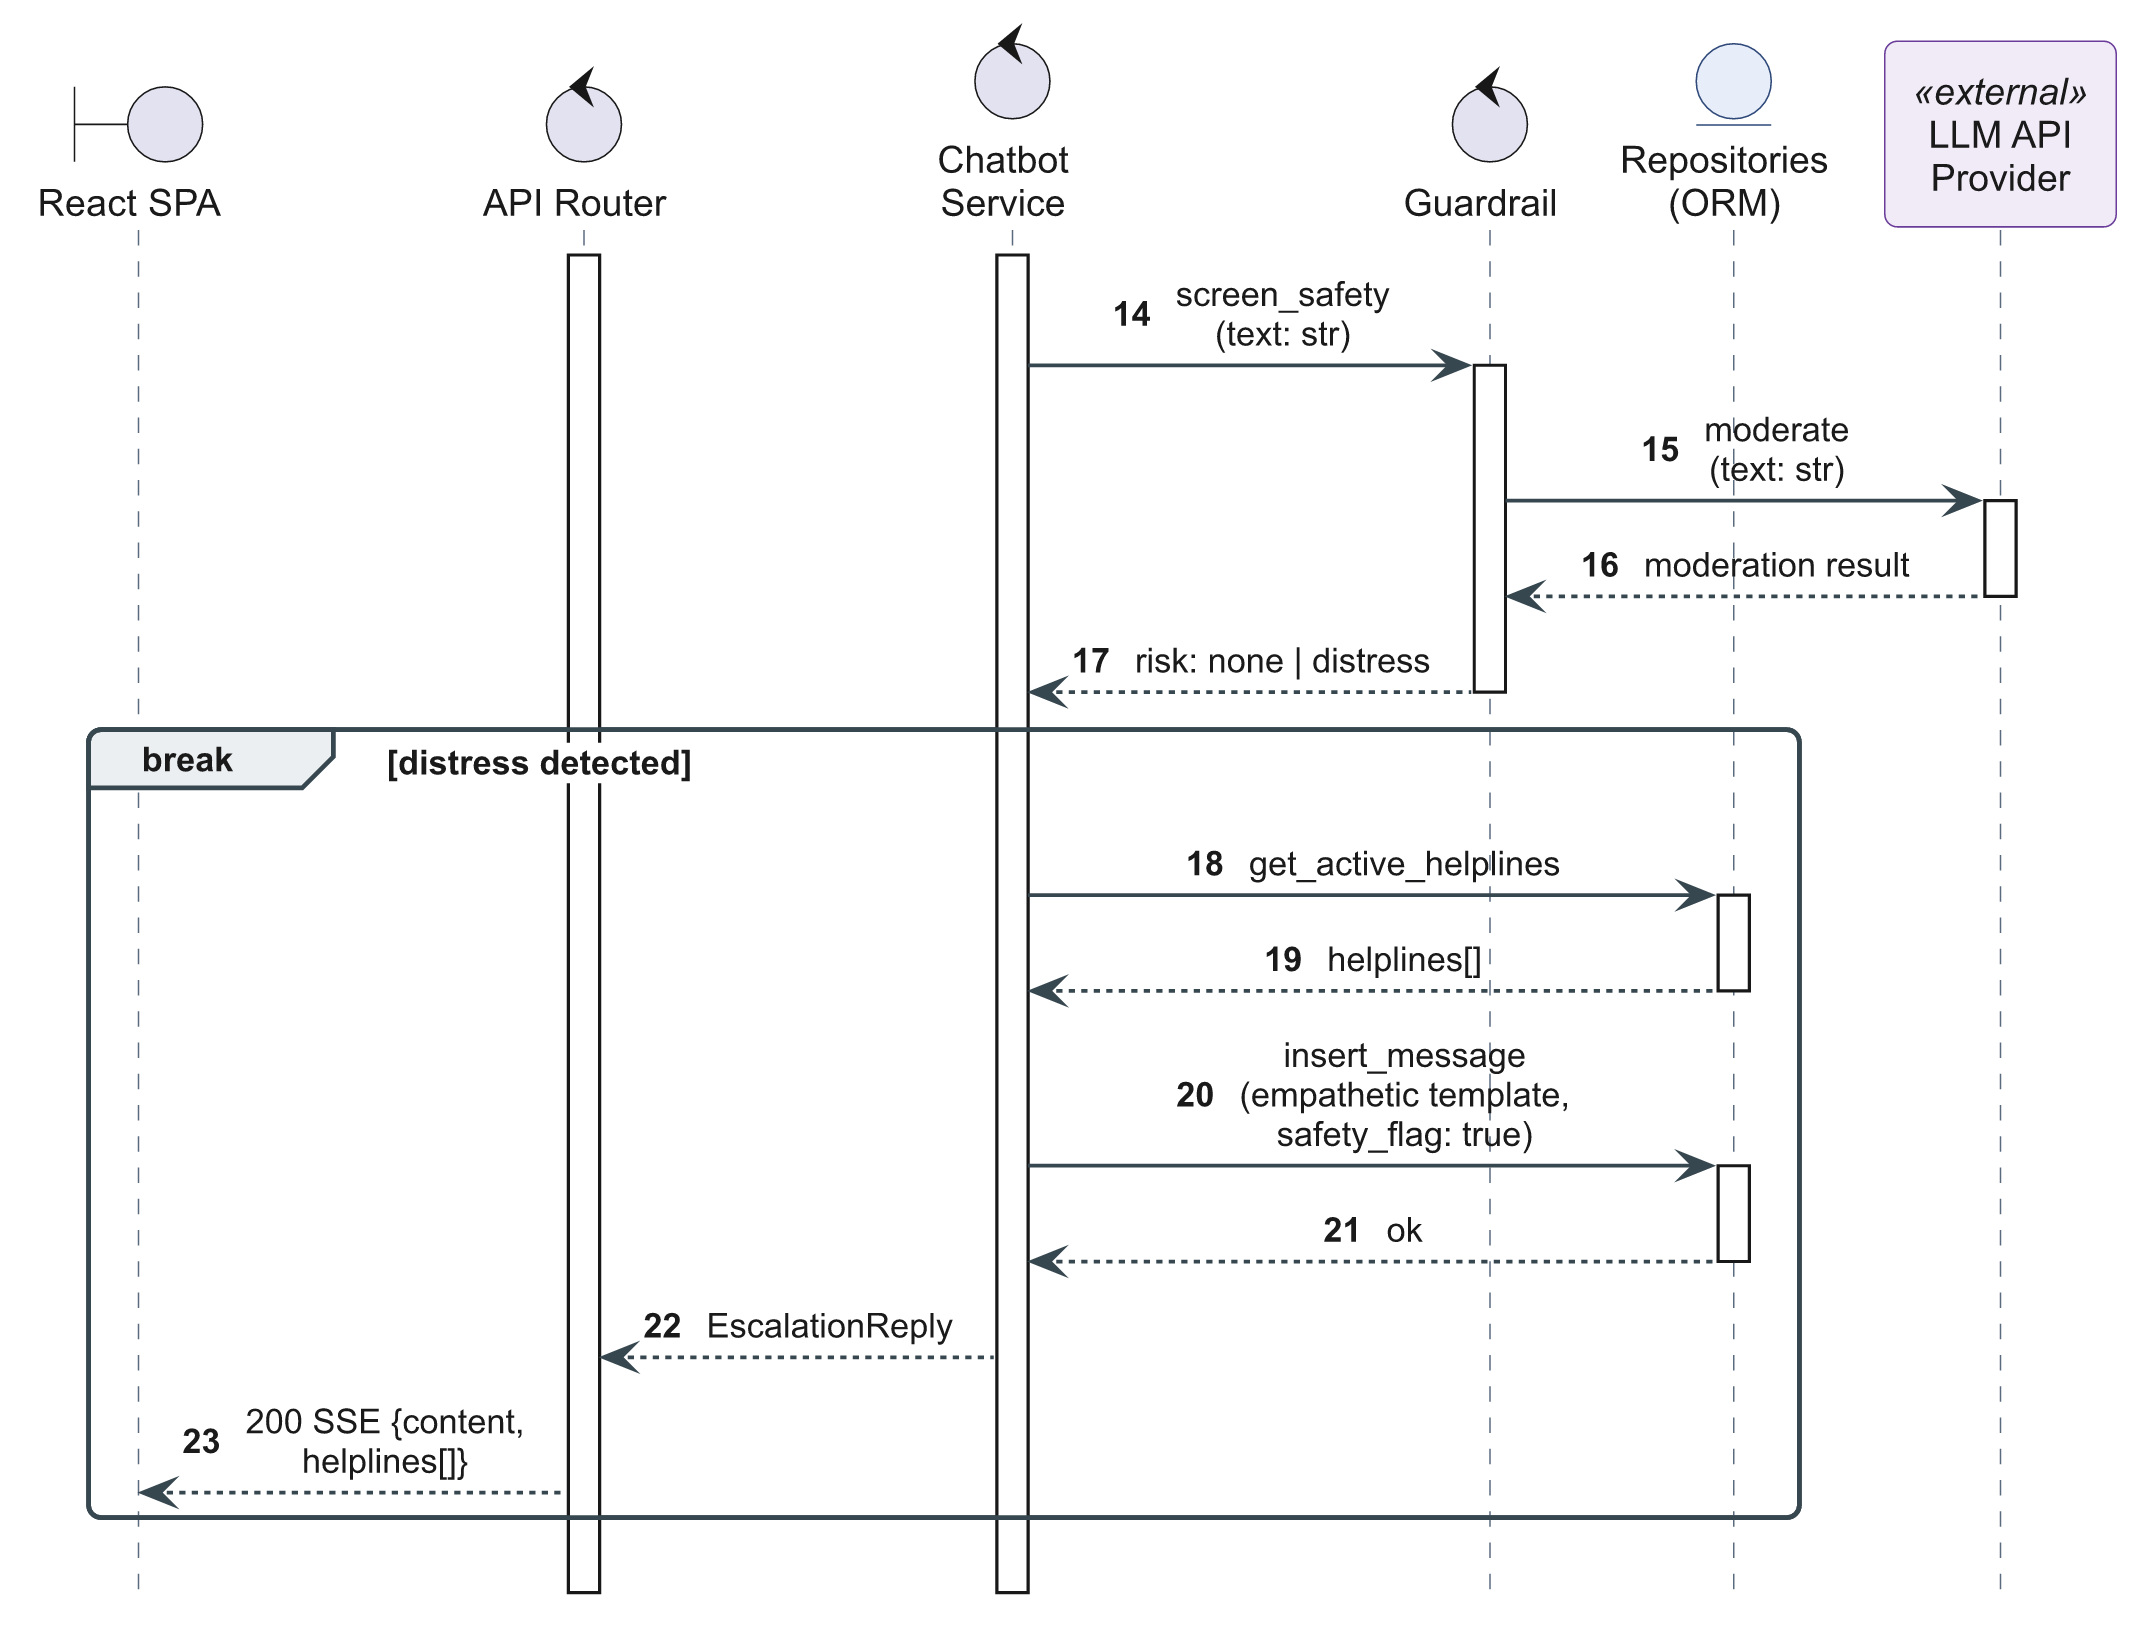 React SPA
API Router
Chatbot
Service
Guardrail
Repositories
(ORM)
«external»
LLM API
Provider
14 screen_safety
(text: str)
15 moderate
(text: str)
16 moderation result
17 risk: none | distress
break [distress detected]
18 get_active_helplines
19 helplines[]
insert_message
20 (empathetic template,
safety_flag: true)
21 ok
22 EscalationReply
23 200 SSE {content,
helplines[]}